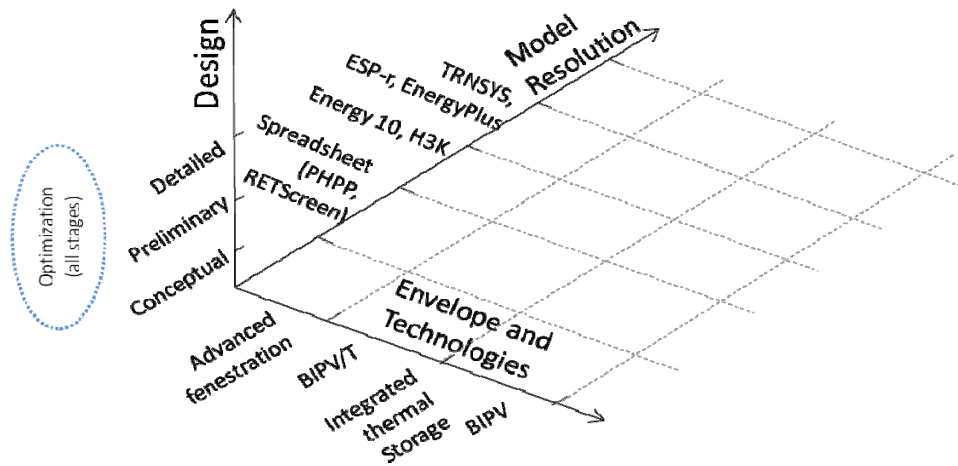 Design
Model
Resolution
TRNSYS,
ESP-r, EnergyPlus
Energy 10, H3K
Spreadsheet
(PHPP,
RETScreen)
Detailed
Preliminary
Conceptual
Optimization
(all stages)
Envelope and
Technologies
Advanced
fenestration
BIPV/T
Integrated
thermal
Storage
BIPV